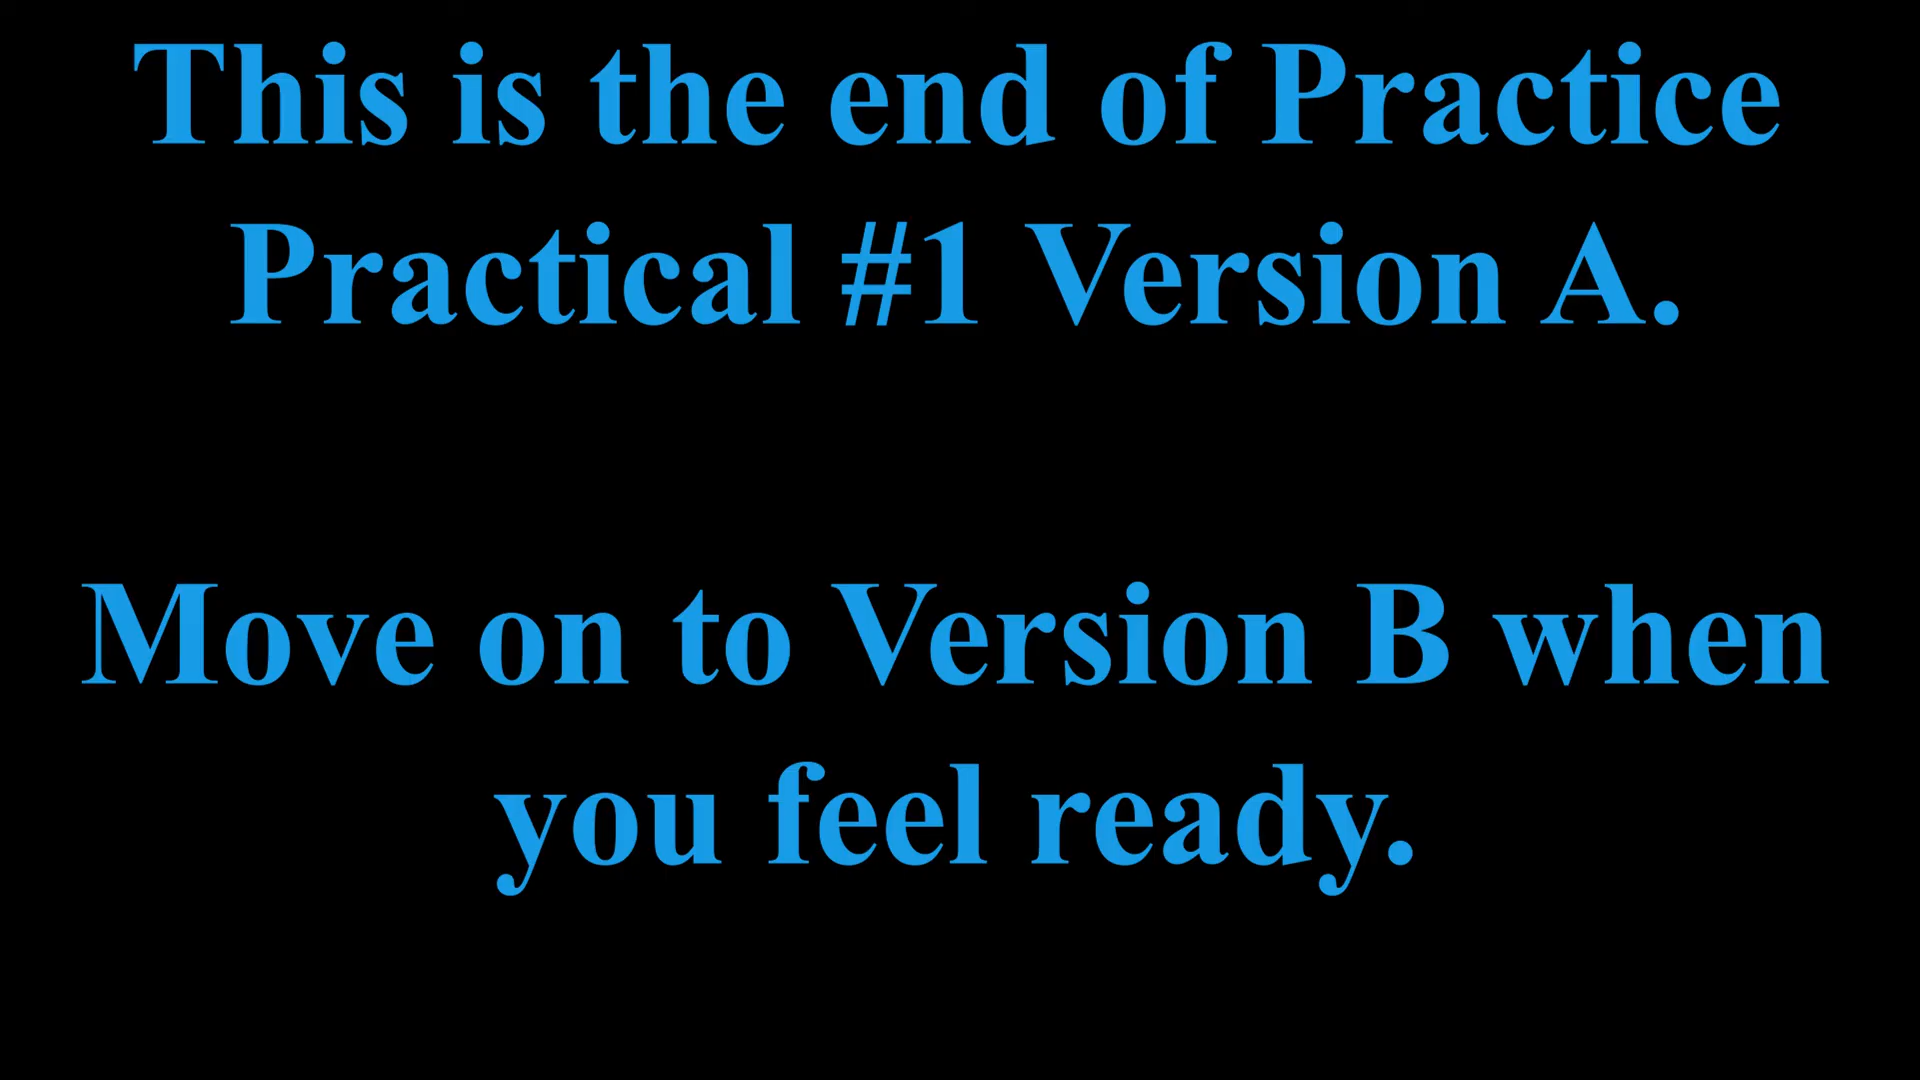 This is the end of Practice
Practical #1 Version A.
Move on to Version B when
you feel ready.